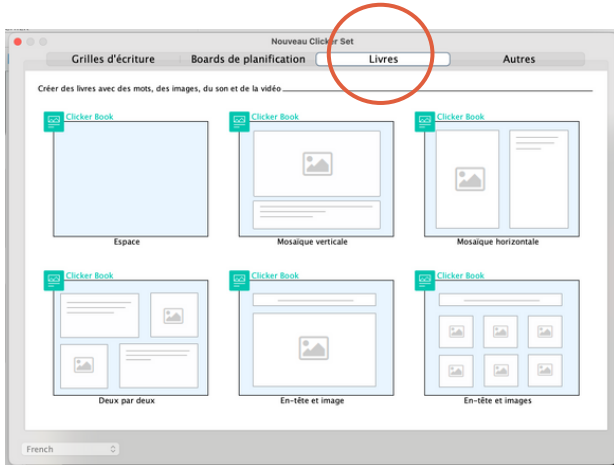 Nouveau Clicker Set
Grilles d'écriture Boards de planification Livres Autres
Créer des livres avec des mots, des images, du son et de la vidéo
Clicker Book Clicker Book Clicker Book
Espace Mosaïque verticale Mosaïque horizontale
Clicker Book Clicker Book Clicker Book
Deux par deux En-tête et image En-tête et images
French